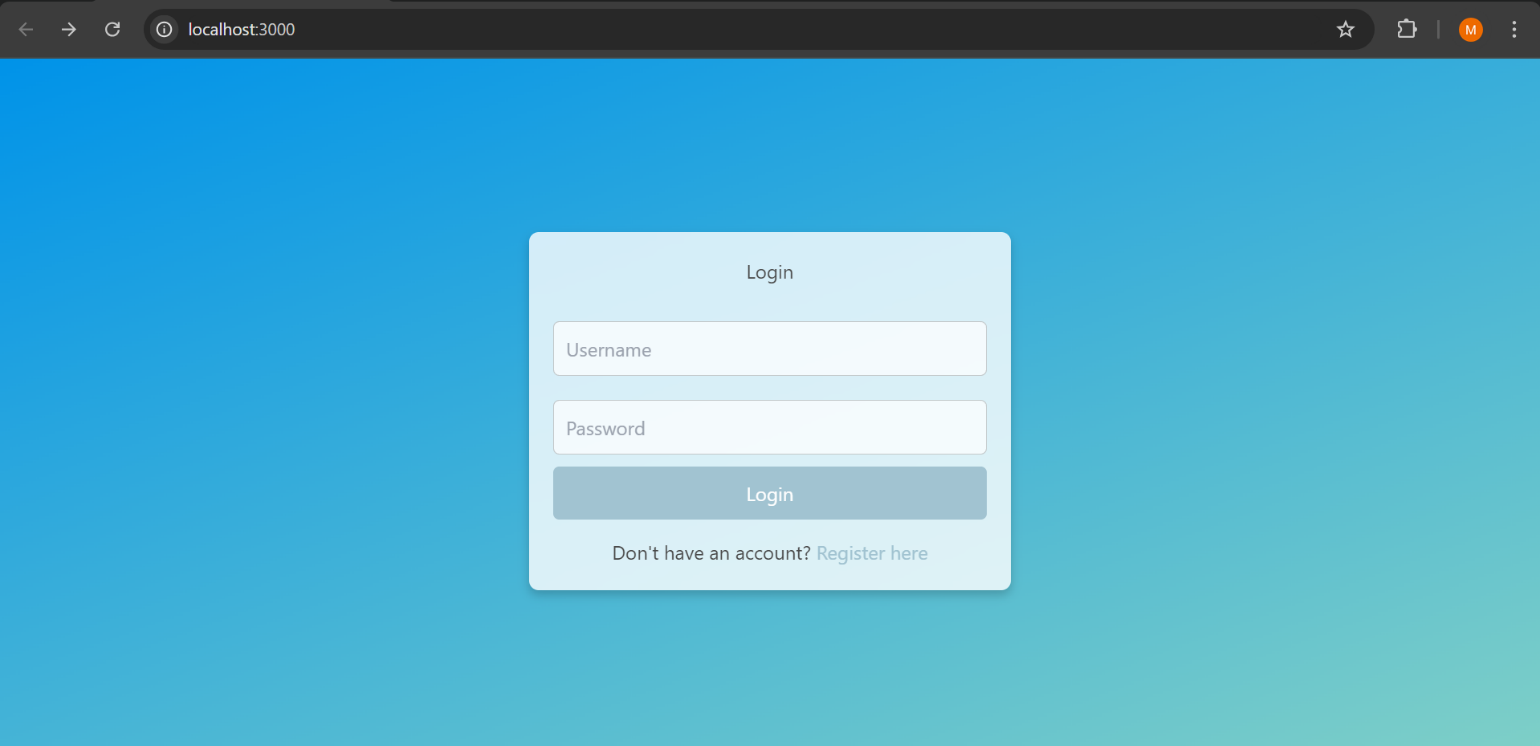 localhost:3000
M
Login
Username
Password
Login
Don't have an account? Register here